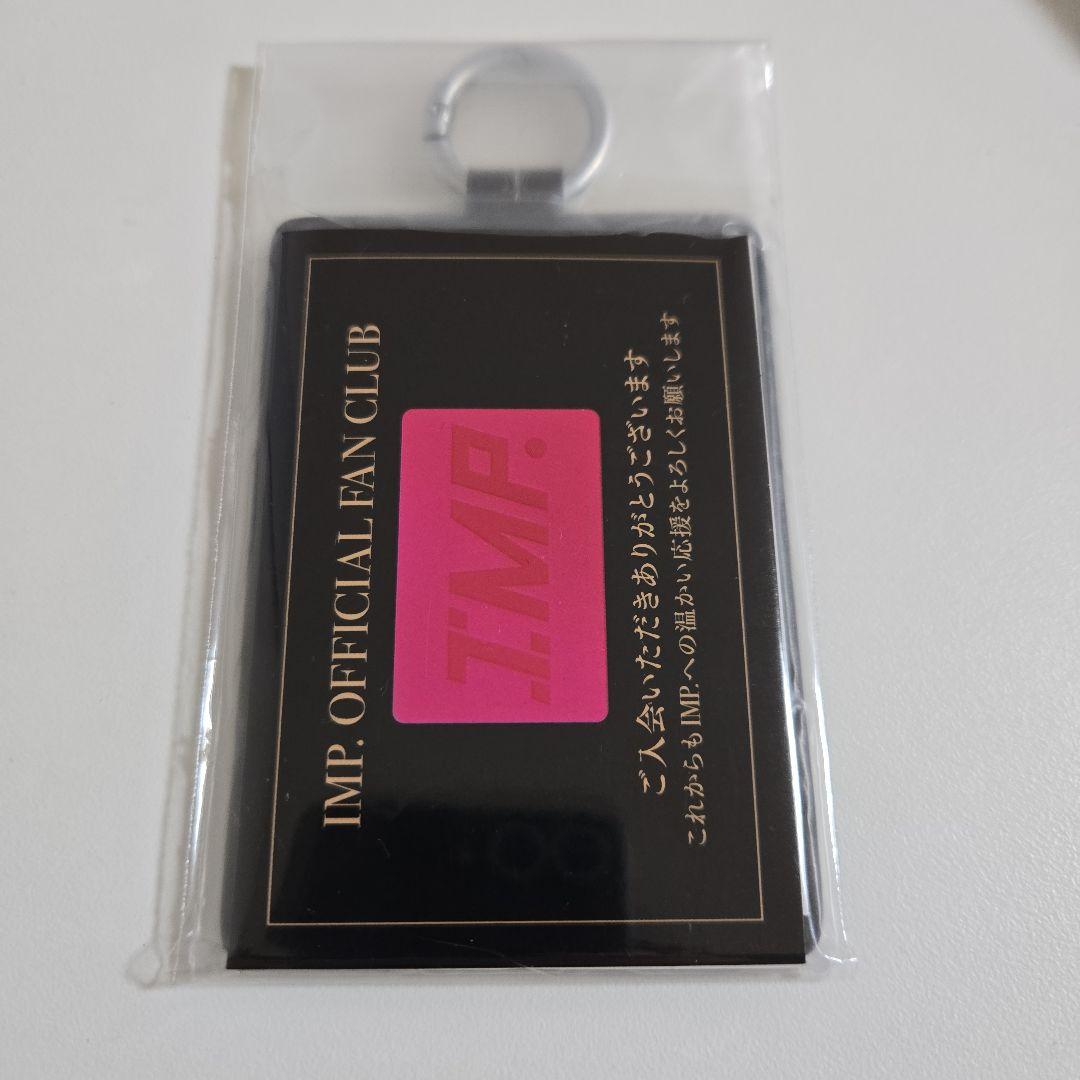 IMP. OFFICIAL FAN CLUB
.I.MP.
ご入会いただきありがとうございます
これからもIMP.への温かい応援をよろしくお願いします